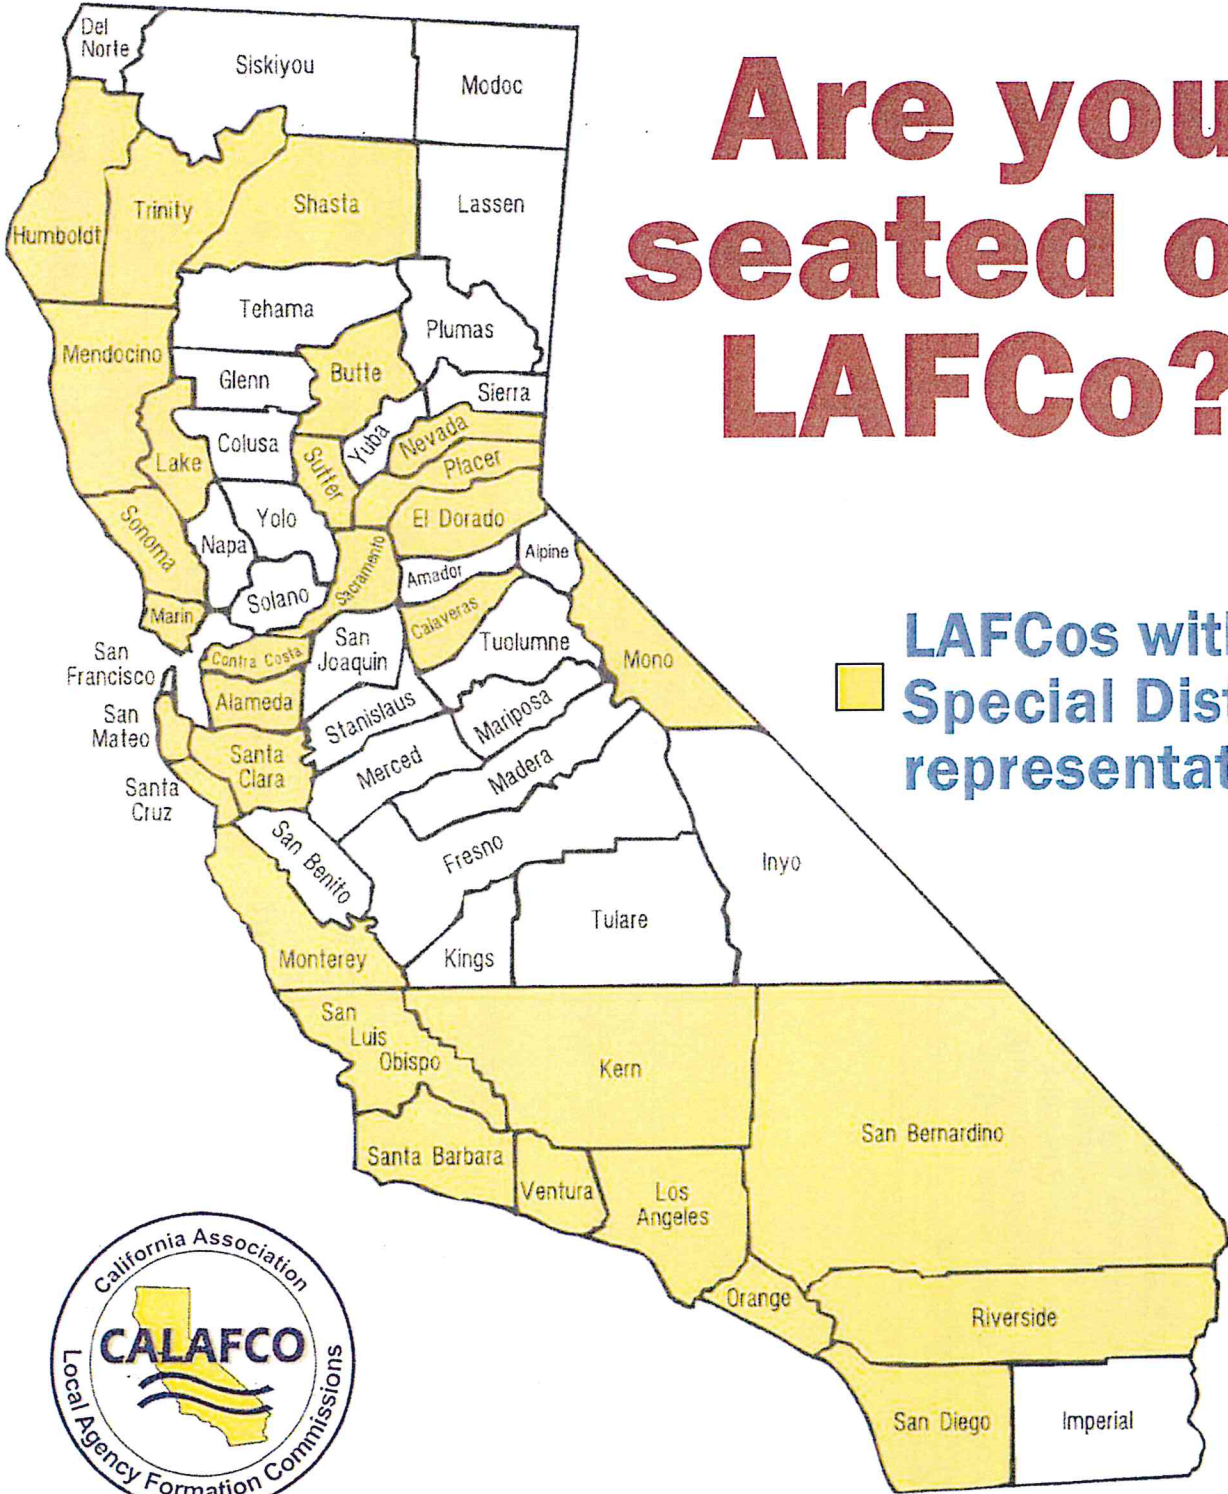 Del
Norte
Siskiyou
Modoc
Are you
seated o
LAFCo?
Trinity
Shasta
Lassen
Humboldt
Tehama
Plumas
Mendocino
Glenn
Butte
Sierra
Colusa
Yuba
Nevada
Lake
Sutter
Placer
Sonoma
Yolo
El Dorado
Napa
Sacramento
Alpine
Amador
Solano
Marin
Calaveras
San
Francisco
Contra Costa
San
Joaquin
Tuolumne
Mono
LAFCos with
Special Dist
representat
San
Mateo
Alameda
Stanislaus
Mariposa
Santa
Clara
Merced
Madera
Santa
Cruz
San Benito
Fresno
Inyo
Tulare
Monterey
Kings
San
Luis
Obispo
Kern
San Bernardino
Santa Barbara
Ventura
Los
Angeles
Orange
Riverside
San Diego
Imperial
California Association
CALAFCO
Local Agency Formation Commissions